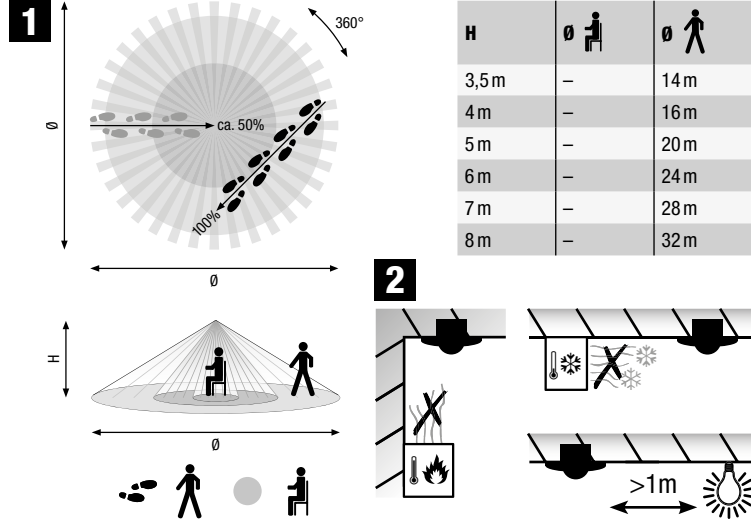 1
360°
Ø
ca. 50%
100%
Ø
H
Ø
H Ø Ø
3,5 m – 14 m
4 m – 16 m
5 m – 20 m
6 m – 24 m
7 m – 28 m
8 m – 32 m
2
>1m